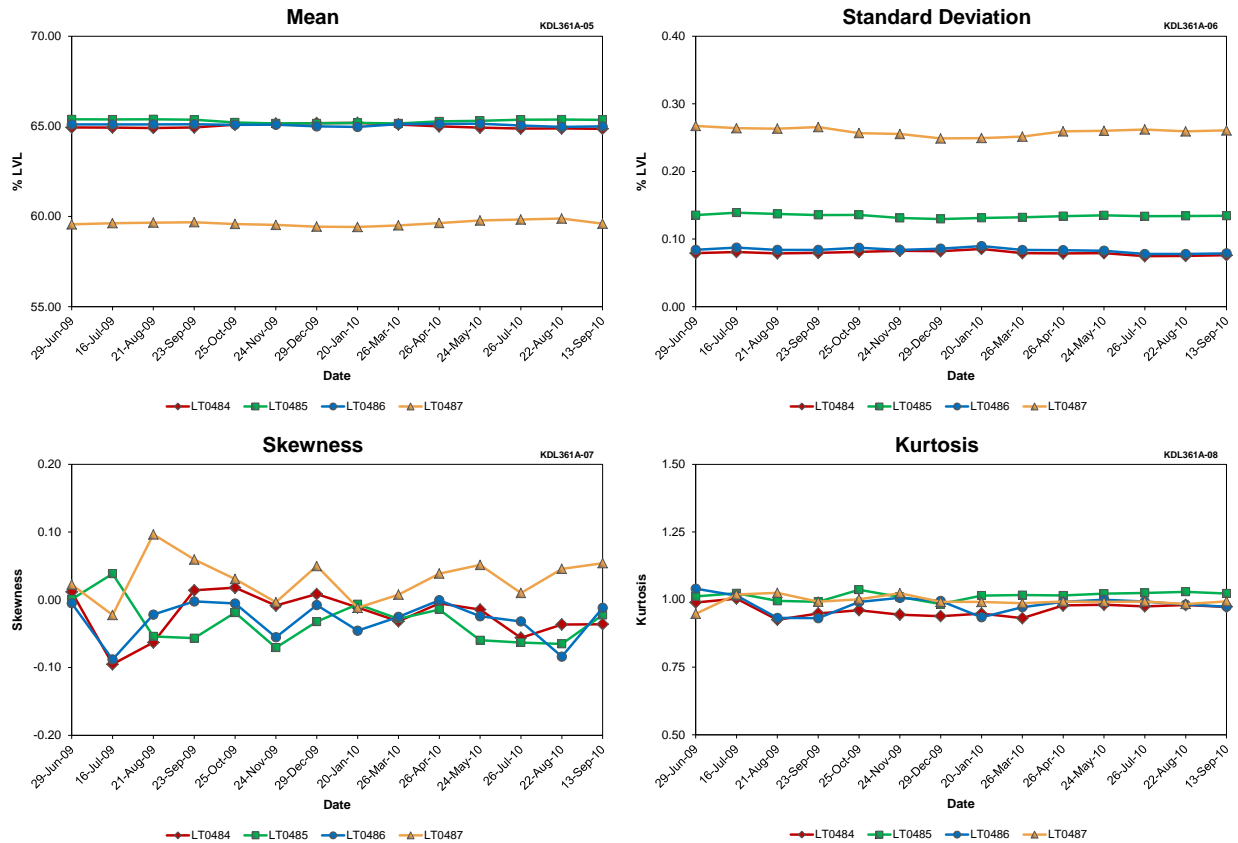 Mean
KDL361A-05
70.00
65.00
60.00
55.00
% LVL
29-Jun-09
16-Jul-09
21-Aug-09
23-Sep-09
25-Oct-09
24-Nov-09
29-Dec-09
20-Jan-10
26-Mar-10
26-Apr-10
24-May-10
26-Jul-10
22-Aug-10
13-Sep-10
Date
LT0484 LT0485 LT0486 LT0487
Standard Deviation
KDL361A-06
0.40
0.30
0.20
0.10
0.00
% LVL
29-Jun-09
16-Jul-09
21-Aug-09
23-Sep-09
25-Oct-09
24-Nov-09
29-Dec-09
20-Jan-10
26-Mar-10
26-Apr-10
24-May-10
26-Jul-10
22-Aug-10
13-Sep-10
Date
LT0484 LT0485 LT0486 LT0487
Skewness
KDL361A-07
0.20
0.10
0.00
-0.10
-0.20
Skewness
29-Jun-09
16-Jul-09
21-Aug-09
23-Sep-09
25-Oct-09
24-Nov-09
29-Dec-09
20-Jan-10
26-Mar-10
26-Apr-10
24-May-10
26-Jul-10
22-Aug-10
13-Sep-10
Date
LT0484 LT0485 LT0486 LT0487
Kurtosis
KDL361A-08
1.50
1.25
1.00
0.75
0.50
Kurtosis
29-Jun-09
16-Jul-09
21-Aug-09
23-Sep-09
25-Oct-09
24-Nov-09
29-Dec-09
20-Jan-10
26-Mar-10
26-Apr-10
24-May-10
26-Jul-10
22-Aug-10
13-Sep-10
Date
LT0484 LT0485 LT0486 LT0487